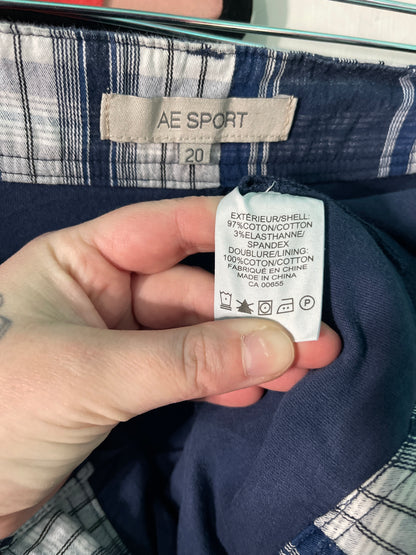 AE SPORT
20
EXTÉRIEUR/SHELL:
97%COTON/COTTON
3%ELASTHANNE/
SPANDEX
DOUBLURE/LINING:
100%COTON/COTTON
FABRIQUÉ EN CHINE
MADE IN CHINA
CA 00655
P